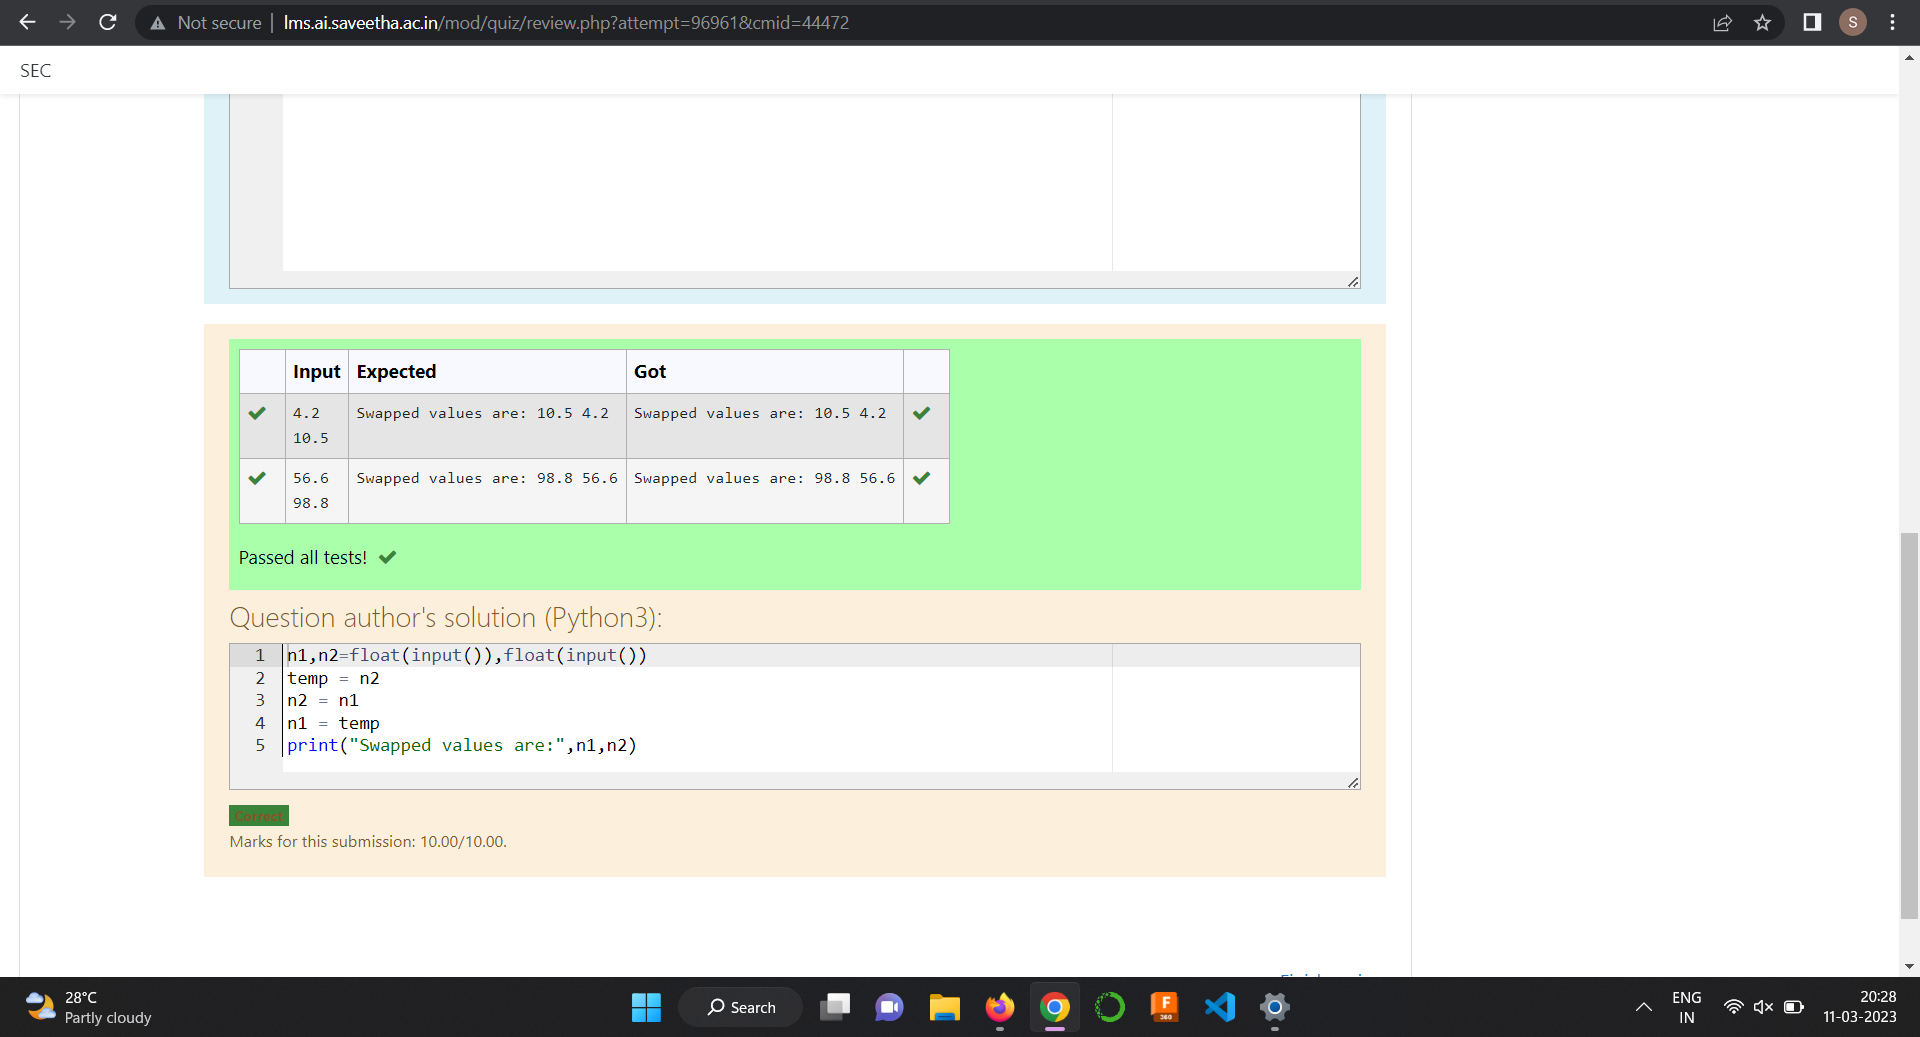 Not secure | lms.ai.saveetha.ac.in/mod/quiz/review.php?attempt=96961&cmid=44472
S
SEC
Input Expected Got
4.2 Swapped values are: 10.5 4.2 Swapped values are: 10.5 4.2
10.5
56.6 Swapped values are: 98.8 56.6 Swapped values are: 98.8 56.6
98.8
Passed all tests!
Question author's solution (Python3):
1 n1,n2=float(input()),float(input())
2 temp = n2
3 n2 = n1
4 n1 = temp
5 print("Swapped values are:",n1,n2)
Correct
Marks for this submission: 10.00/10.00.
28°C
Partly cloudy
Search
F
360
ENG
IN
20:28
11-03-2023